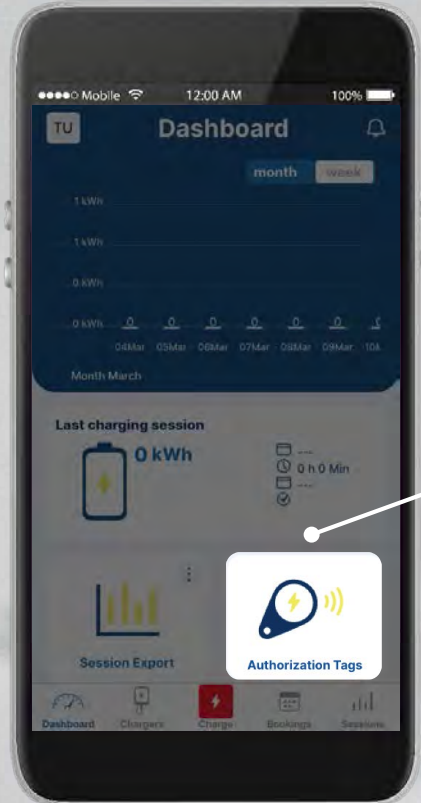 Mobile 12:00 AM 100%
TU Dashboard
month week
1 kWh
1 kWh
0 kWh
0 kWh 0 0 0 0 0 0
04Mar 05Mar 06Mar 07Mar 08Mar 09Mar
Month March
Last charging session
0 kWh
---
0 h 0 Min
---
Session Export
Authorization Tags
Dashboard Chargers Charge Bookings Sessions